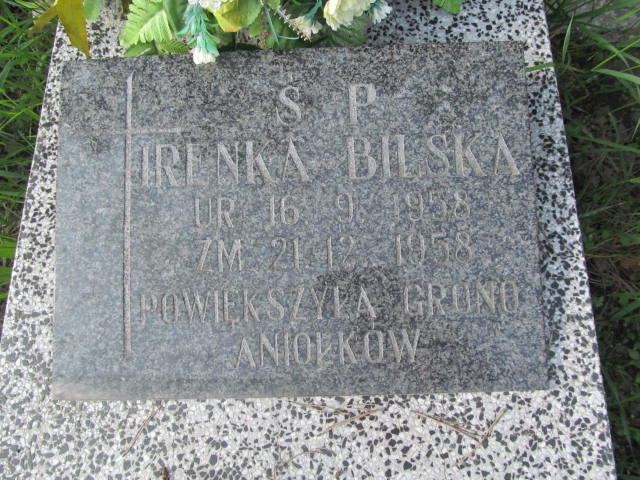 Ś P
IRENKA BILSKA
UR 16 9. 1958
ZM 21.12. 1958
POWIĘKSZYŁA GRONO
ANIOŁKÓW